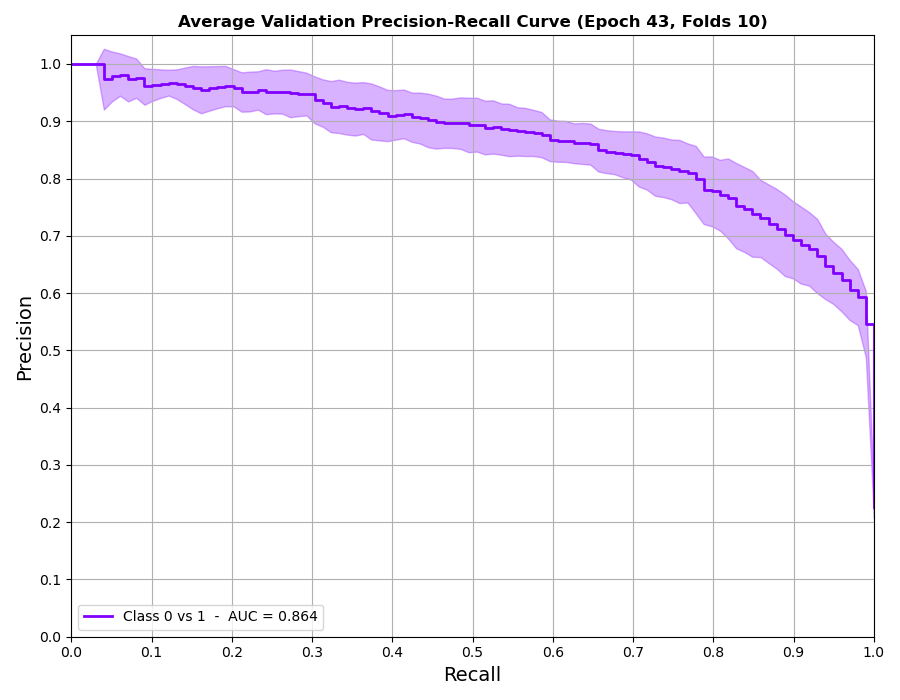 Average Validation Precision-Recall Curve (Epoch 43, Folds 10)
Precision
1.0
0.9
0.8
0.7
0.6
0.5
0.4
0.3
0.2
0.1
0.0
Class 0 vs 1 - AUC = 0.864
0.0 0.1 0.2 0.3 0.4 0.5 0.6 0.7 0.8 0.9 1.0
Recall